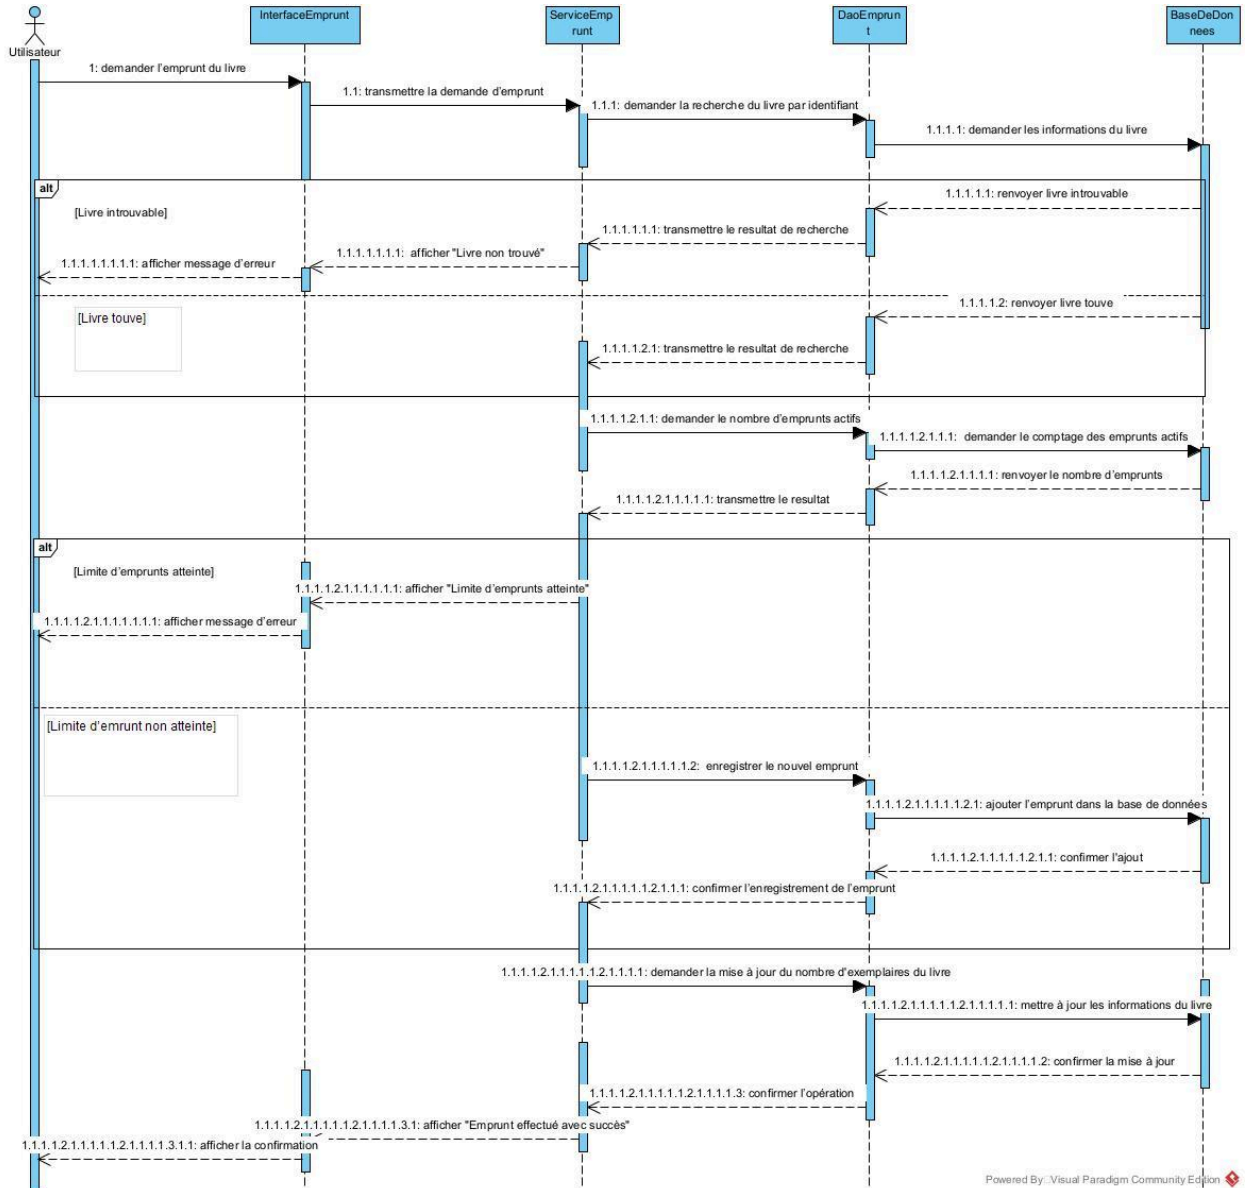 InterfaceEmprunt
ServiceEmp
runt
DaoEmprun
t
BaseDeDon
nees
Utilisateur
1: demander l'emprunt du livre
1.1: transmettre la demande d'emprunt
1.1.1: demander la recherche du livre par identifiant
1.1.1.1: demander les informations du livre
alt
[Livre introuvable]
1.1.1.1.1: renvoyer livre introuvable
1.1.1.1.1.1: transmettre le resultat de recherche
1.1.1.1.1.1.1: afficher "Livre non trouvé"
1.1.1.1.1.1.1.1: afficher message d'erreur
[Livre touve]
1.1.1.1.2: renvoyer livre touve
1.1.1.1.2.1: transmettre le resultat de recherche
1.1.1.1.2.1.1: demander le nombre d'emprunts actifs
1.1.1.1.2.1.1.1: demander le comptage des emprunts actifs
1.1.1.1.2.1.1.1.1: renvoyer le nombre d'emprunts
1.1.1.1.2.1.1.1.1.1: transmettre le resultat
alt
[Limite d'emprunts atteinte]
1.1.1.1.2.1.1.1.1.1.1: afficher "Limite d'emprunts atteinte"
1.1.1.1.2.1.1.1.1.1.1.1: afficher message d'erreur
[Limite d'emrunt non atteinte]
1.1.1.1.2.1.1.1.1.1.2: enregistrer le nouvel emprunt
1.1.1.1.2.1.1.1.1.1.2.1: ajouter l'emprunt dans la base de données
1.1.1.1.2.1.1.1.1.1.2.1.1: confirmer l'ajout
1.1.1.1.2.1.1.1.1.1.2.1.1.1: confirmer l'enregistrement de l'emprunt
1.1.1.1.2.1.1.1.1.1.2.1.1.1.1: demander la mise à jour du nombre d'exemplaires du livre
1.1.1.1.2.1.1.1.1.1.2.1.1.1.1.1: mettre à jour les informations du livre
1.1.1.1.2.1.1.1.1.1.2.1.1.1.1.2: confirmer la mise à jour
1.1.1.1.2.1.1.1.1.1.2.1.1.1.1.3: confirmer l'opération
1.1.1.1.2.1.1.1.1.1.2.1.1.1.1.3.1: afficher "Emprunt effectué avec succès"
1.1.1.1.2.1.1.1.1.1.2.1.1.1.1.3.1.1: afficher la confirmation
Powered By Visual Paradigm Community Edition